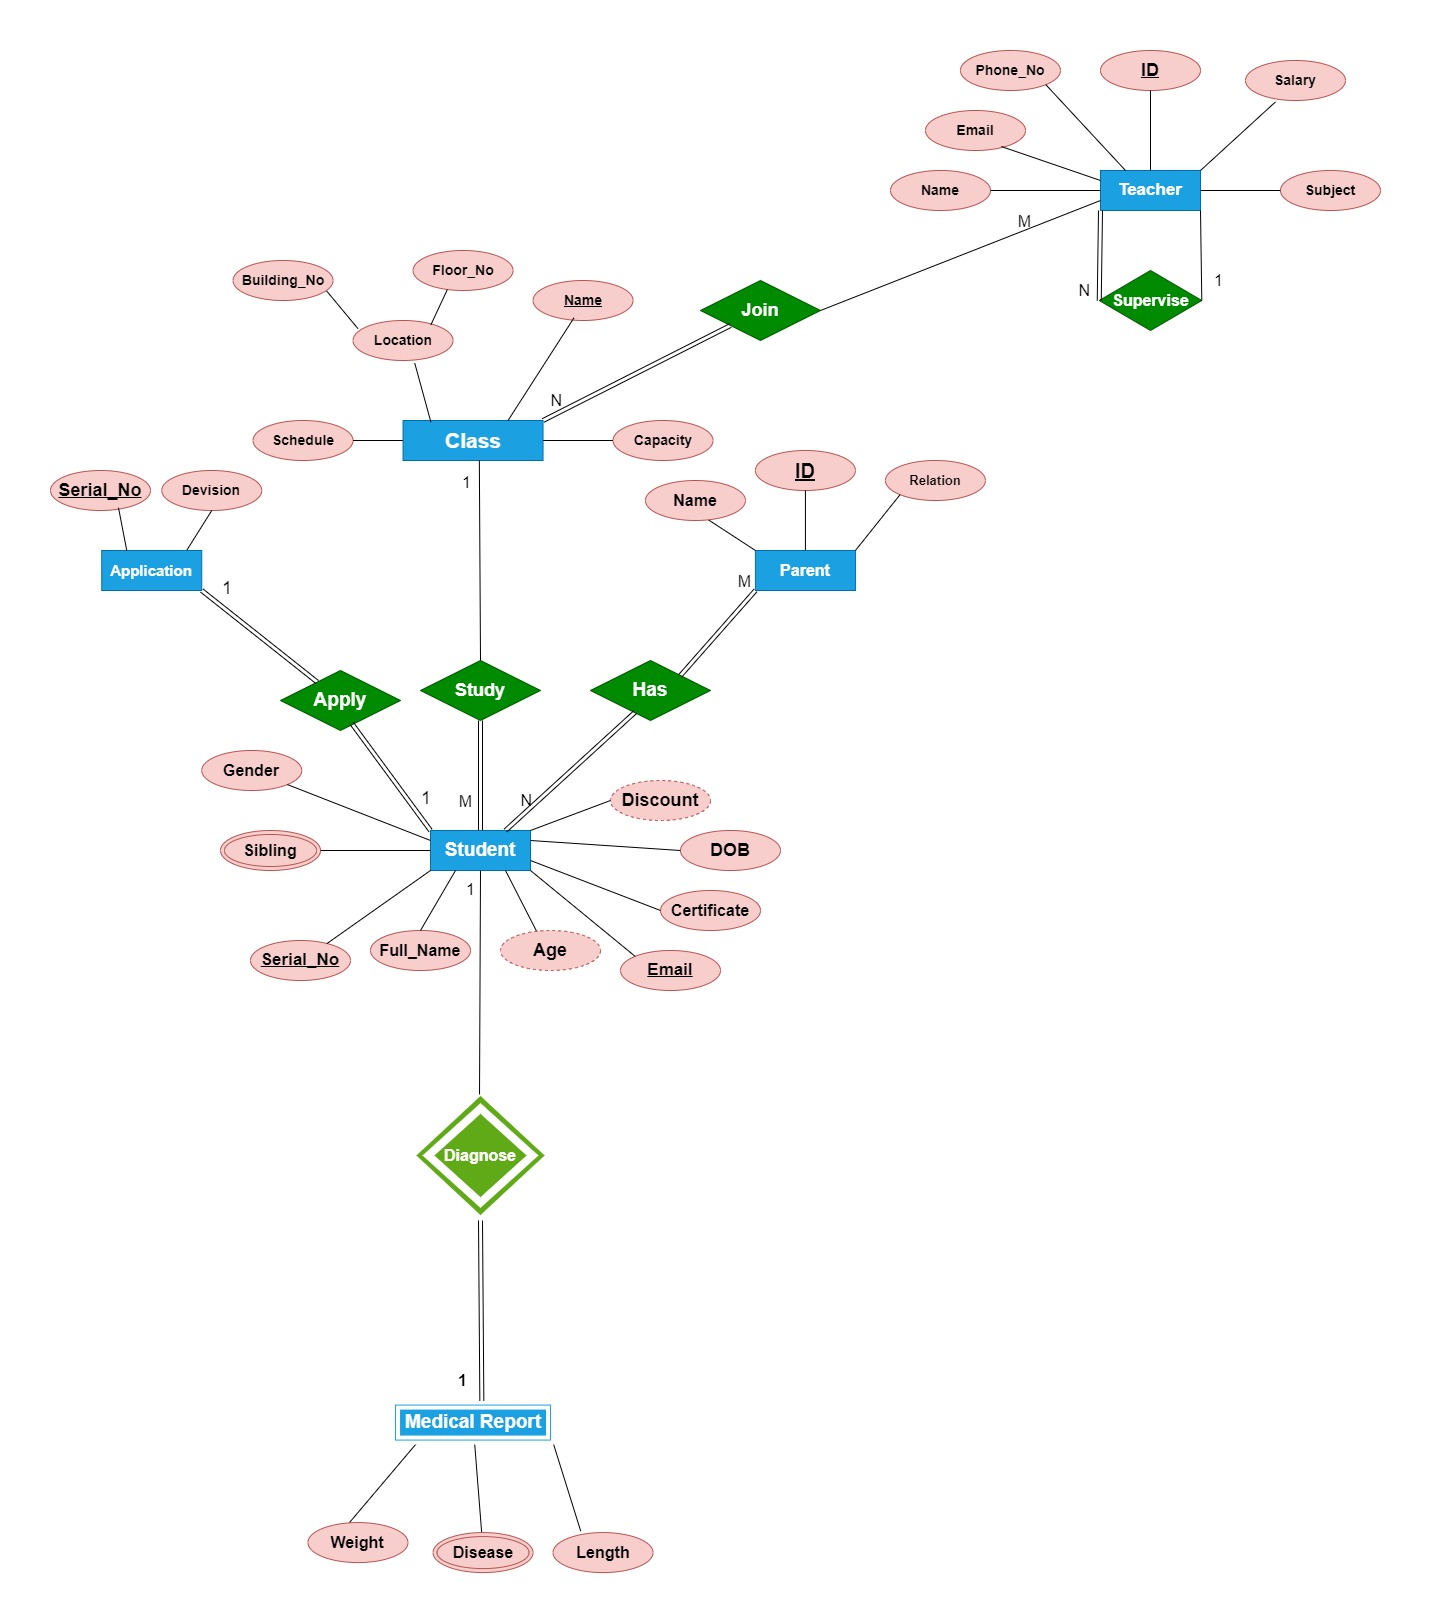 Phone_No
ID
Salary
Email
Name
Teacher
Subject
M
N
1
Supervise
Building_No
Floor_No
Name
Location
Join
N
Schedule
Class
Capacity
1
Serial_No
Devision
Name
ID
Relation
Application
Parent
1
M
Apply
Study
Has
Gender
1
M
N
Discount
Sibling
Student
DOB
1
Certificate
Serial_No
Full_Name
Age
Email
Diagnose
1
Medical Report
Weight
Disease
Length